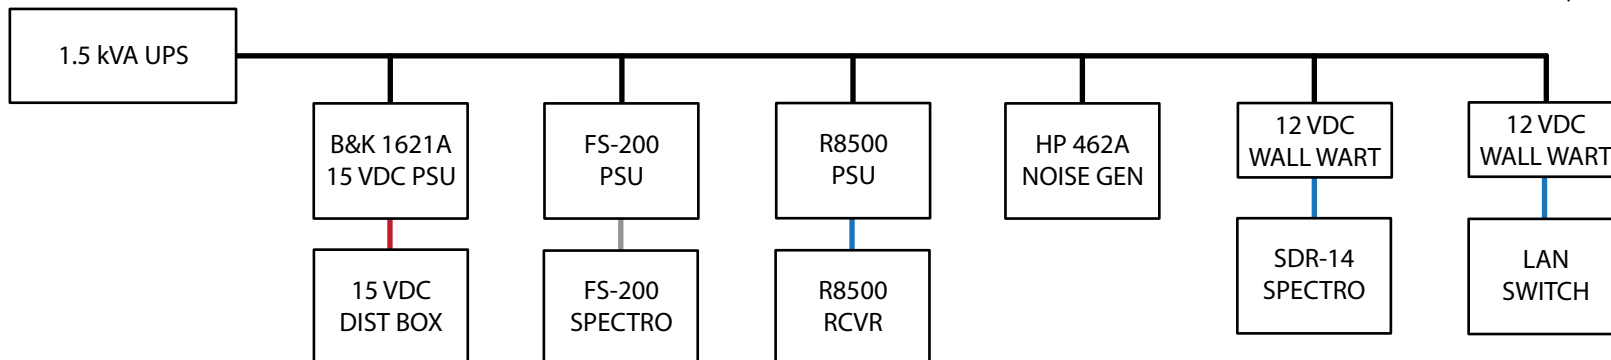 1.5 kVA UPS
B&K 1621A
15 VDC PSU
FS-200
PSU
R8500
PSU
HP 462A
NOISE GEN
12 VDC
WALL WART
12 VDC
WALL WART
15 VDC
DIST BOX
FS-200
SPECTRO
R8500
RCVR
SDR-14
SPECTRO
LAN
SWITCH